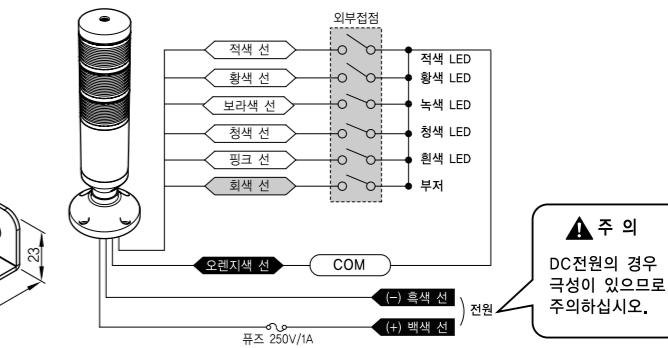 외부접점
적색 선
적색 LED
황색 선
황색 LED
보라색 선
녹색 LED
청색 선
청색 LED
핑크 선
흰색 LED
회색 선
부저
오렌지색 선
COM
(-) 흑색 선
(+) 백색 선
전원
퓨즈 250V/1A
23
주 의
DC전원의 경우
극성이 있으므로
주의하십시오.